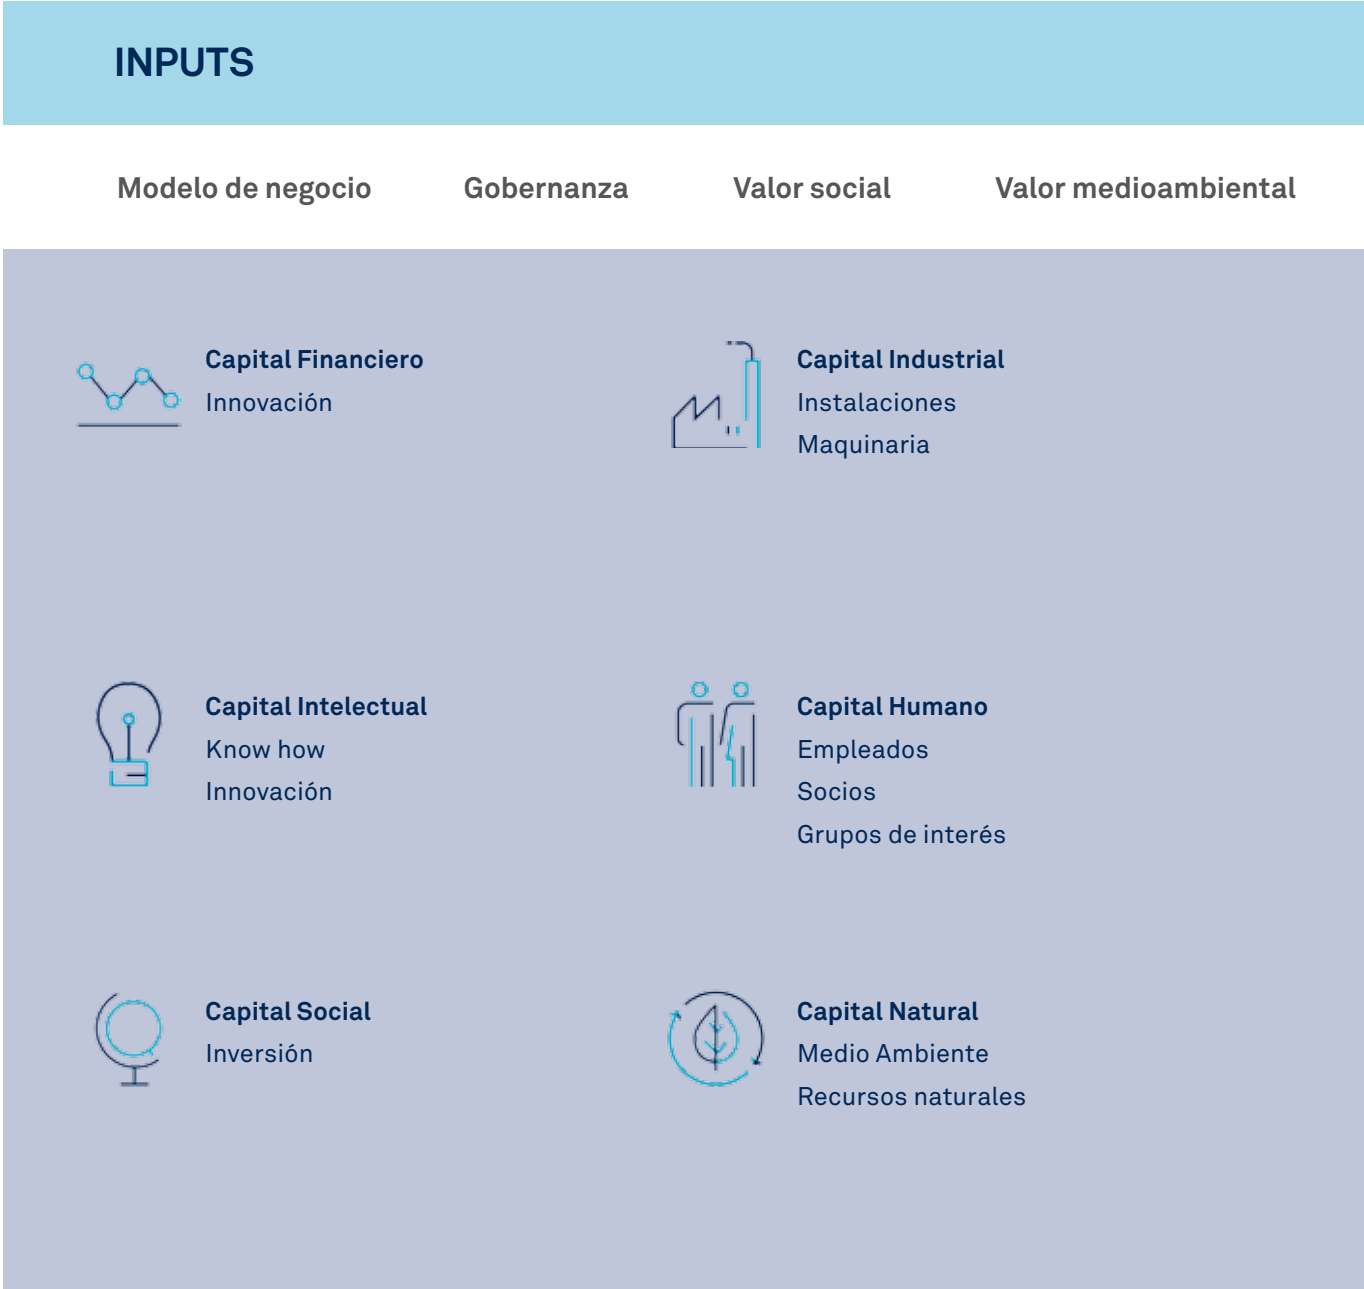 INPUTS
Modelo de negocio Gobernanza Valor social Valor medioambiental
Capital Financiero
Innovación
Capital Industrial
Instalaciones
Maquinaria
Capital Intelectual
Know how
Innovación
Capital Humano
Empleados
Socios
Grupos de interés
Capital Social
Inversión
Capital Natural
Medio Ambiente
Recursos naturales